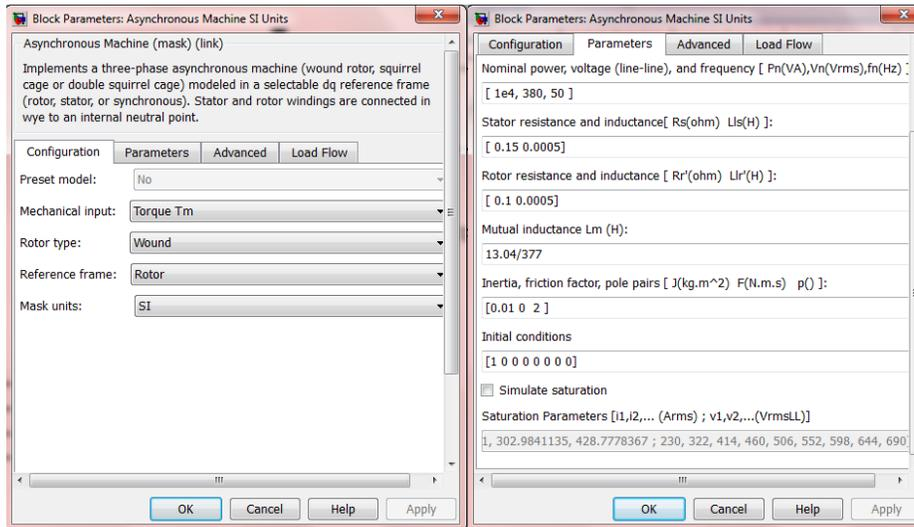 Block Parameters: Asynchronous Machine SI Units
Asynchronous Machine (mask) (link)
Implements a three-phase asynchronous machine (wound rotor, squirrel
cage or double squirrel cage) modeled in a selectable dq reference frame
(rotor, stator, or synchronous). Stator and rotor windings are connected in
wye to an internal neutral point.
Configuration Parameters Advanced Load Flow
Preset model: No
Mechanical input: Torque Tm
Rotor type: Wound
Reference frame: Rotor
Mask units: SI
OK Cancel Help Apply
Block Parameters: Asynchronous Machine SI Units
Configuration Parameters Advanced Load Flow
Nominal power, voltage (line-line), and frequency [ Pn(VA),Vn(Vrms),fn(Hz) ]
[ 1e4, 380, 50 ]
Stator resistance and inductance[ Rs(ohm) Lls(H) ]:
[ 0.15 0.0005]
Rotor resistance and inductance [ Rr'(ohm) Llr'(H) ]:
[ 0.1 0.0005]
Mutual inductance Lm (H):
13.04/377
Inertia, friction factor, pole pairs [ J(kg.m^2) F(N.m.s) p() ]:
[0.01 0 2 ]
Initial conditions
[1 0 0 0 0 0 0 0]
Simulate saturation
Saturation Parameters [i1,i2,... (Arms) ; v1,v2,...(VrmsLL)]
1, 302.9841135, 428.7778367 ; 230, 322, 414, 460, 506, 552, 598, 644, 690]
OK Cancel Help Apply